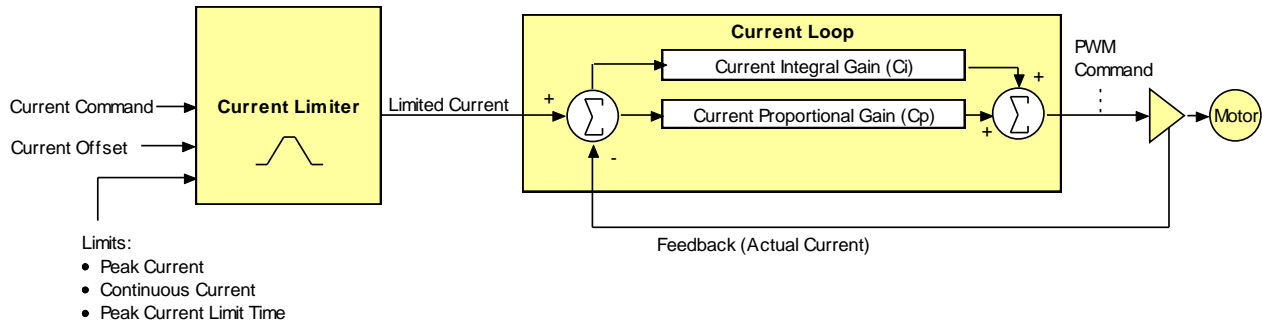 Current Loop
PWM
Command
Current Integral Gain (Ci)
+
Current Command
Current Limiter
Limited Current
+
∑
Current Proportional Gain (Cp)
+
∑
Motor
Current Offset
-
Limits:
• Peak Current
• Continuous Current
• Peak Current Limit Time
Feedback (Actual Current)